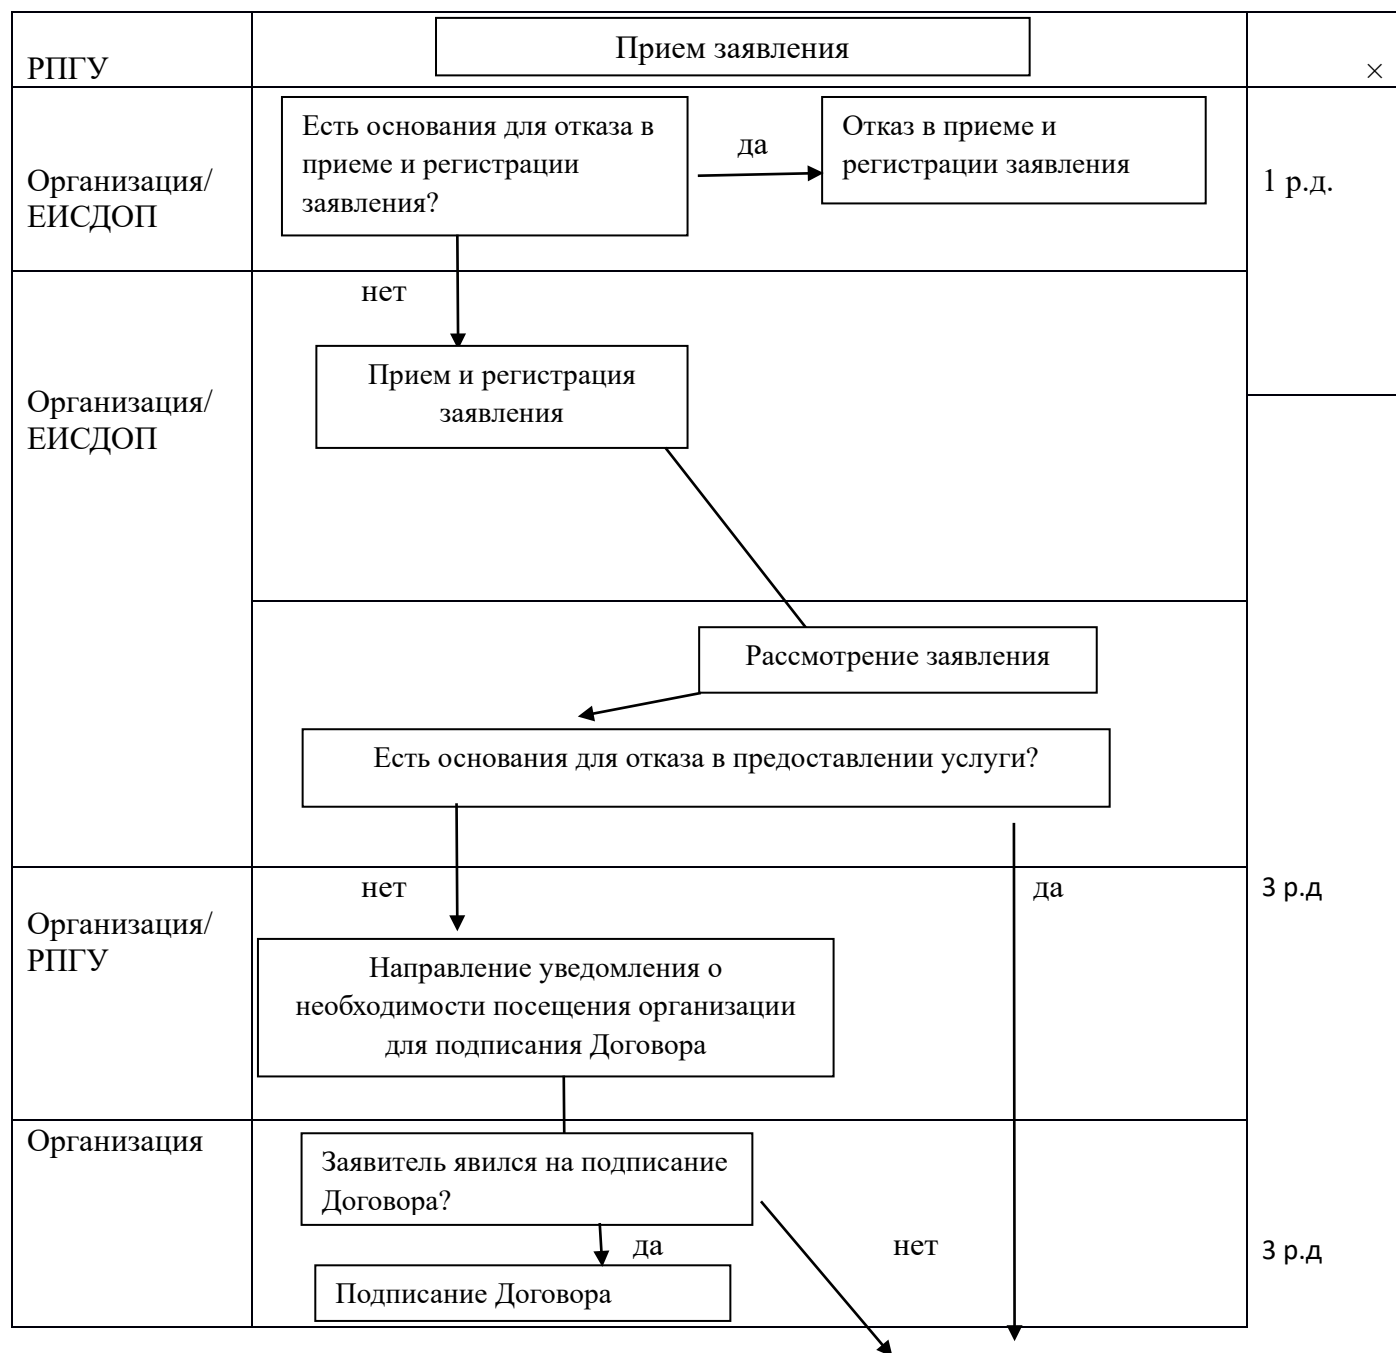 Прием заявления
РПГУ
×
Есть основания для отказа в
приеме и регистрации
заявления?
да
Отказ в приеме и
регистрации заявления
Организация/
ЕИСДОП
1 р.д.
нет
Прием и регистрация
заявления
Организация/
ЕИСДОП
Рассмотрение заявления
Есть основания для отказа в предоставлении услуги?
нет
да
3 р.д
Организация/
РПГУ
Направление уведомления о
необходимости посещения организации
для подписания Договора
Организация
Заявитель явился на подписание
Договора?
да
нет
3 р.д
Подписание Договора